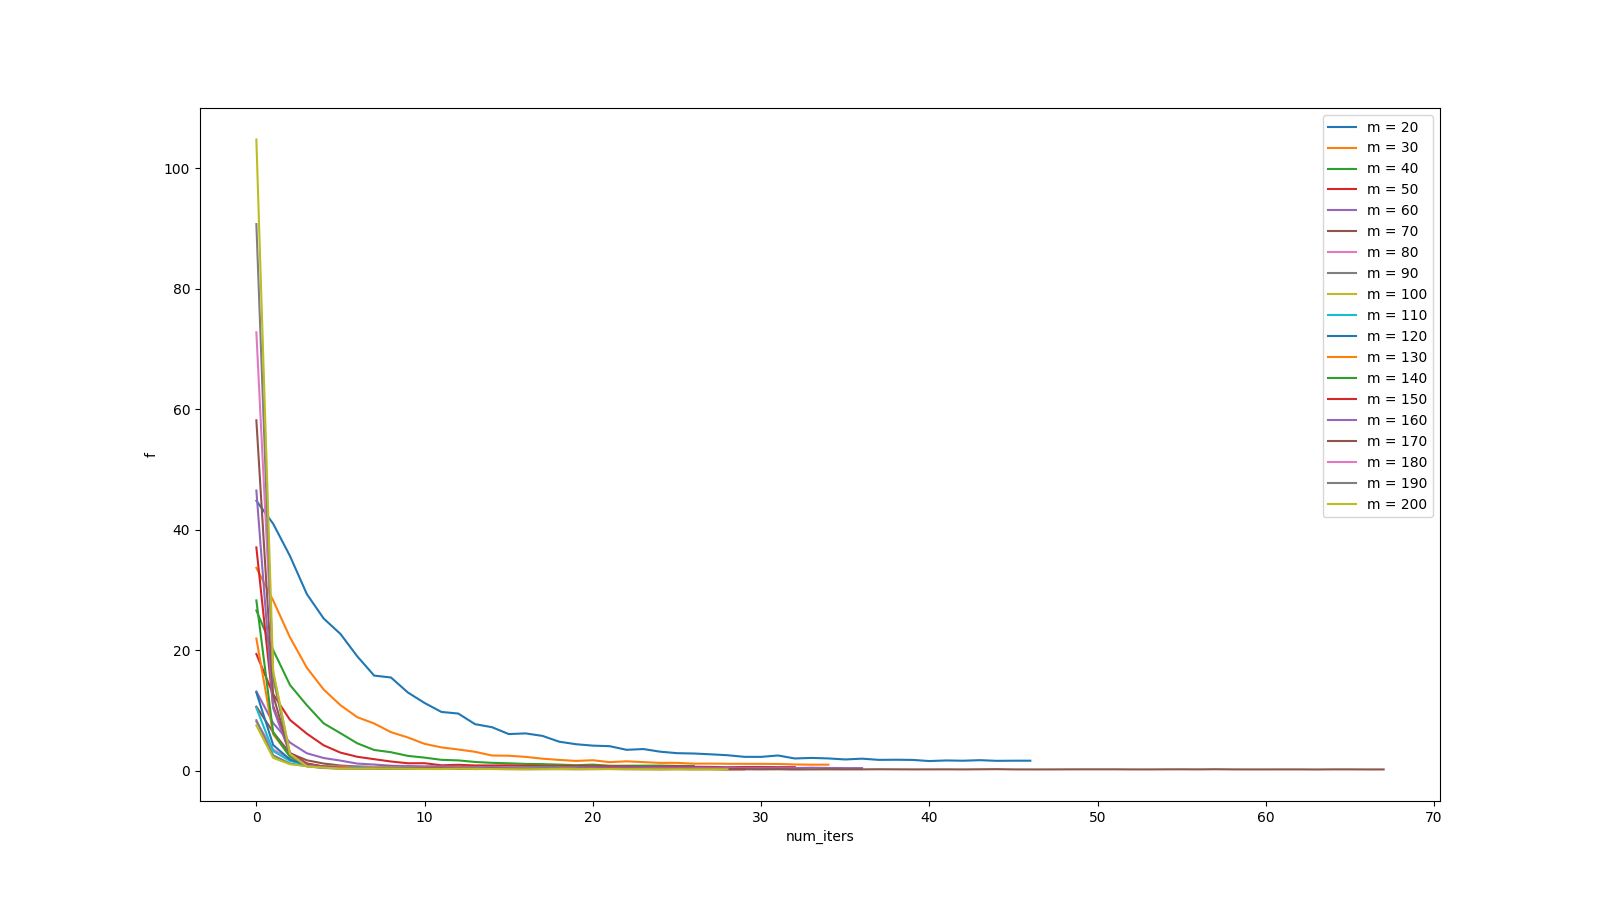 100
80
60
40
20
0
f
0 10 20 30 40 50 60 70
num_iters
m = 20
m = 30
m = 40
m = 50
m = 60
m = 70
m = 80
m = 90
m = 100
m = 110
m = 120
m = 130
m = 140
m = 150
m = 160
m = 170
m = 180
m = 190
m = 200